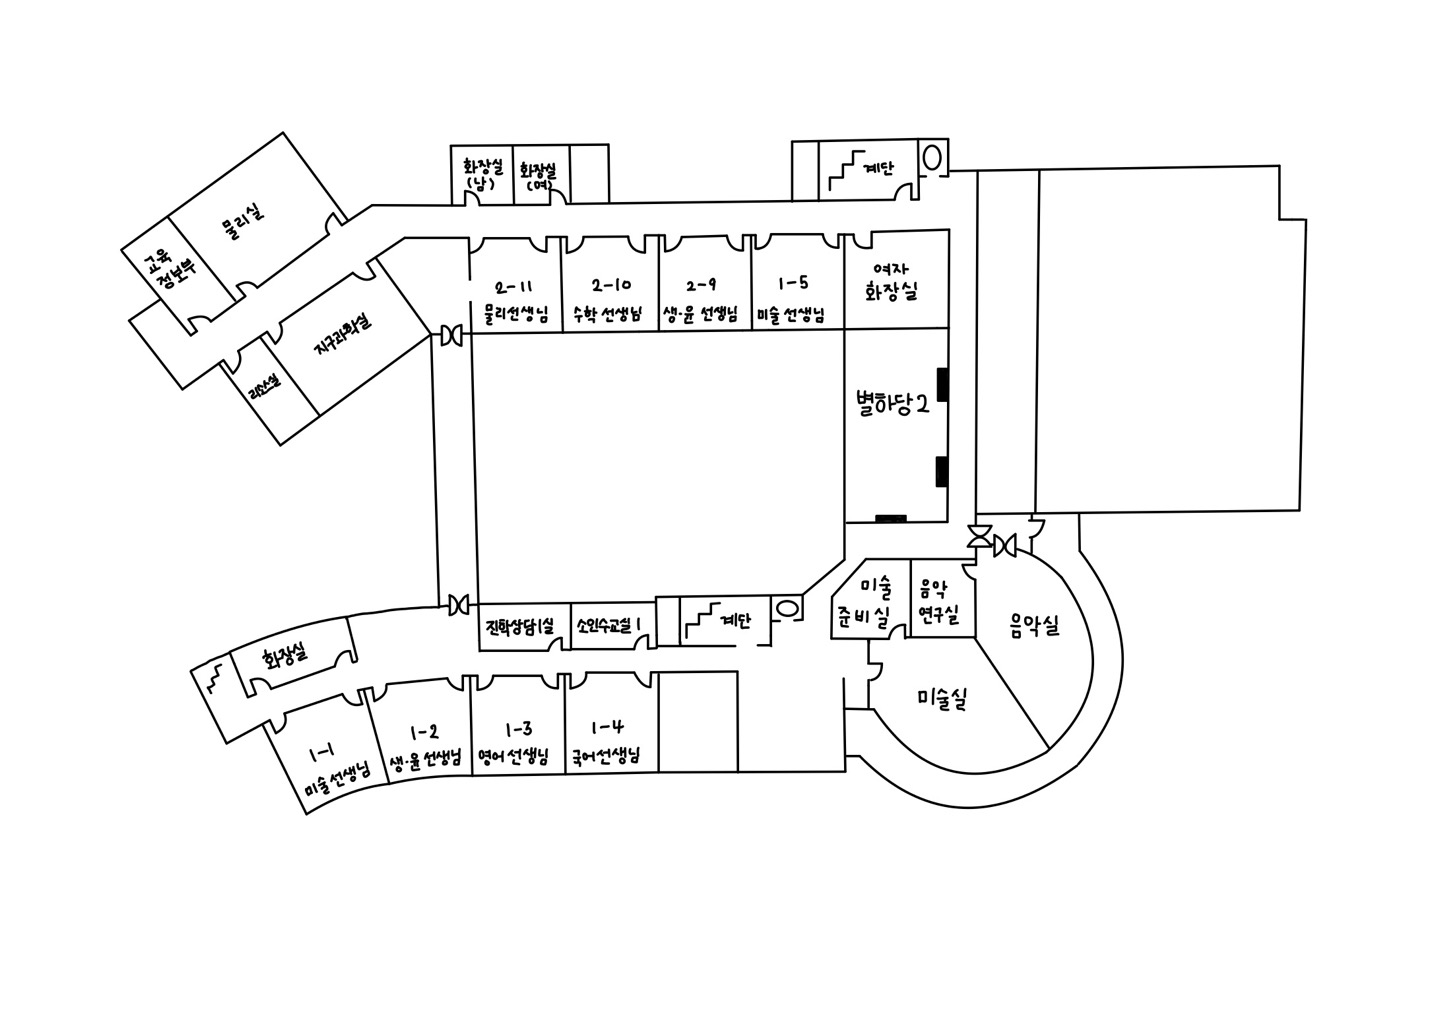 화장실
(남)
화장실
(여)
계단
물리실
교육
정보부
지구과학실
리소스실
2-11
물리선생님
2-10
수학 선생님
2-9
생·윤 선생님
1-5
미술 선생님
여자
화장실
별하당2
미술
준비실
음악
연구실
음악실
미술실
진학상담1실
소인수교실 1
계단
화장실
1-1
미술선생님
1-2
생·윤 선생님
1-3
영어 선생님
1-4
국어선생님